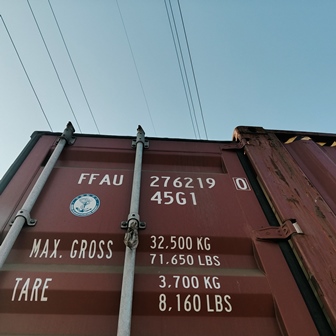 FFAU 276219 0
45G1
MAX. GROSS 32.500 KG
71.650 LBS
TARE 3,700 KG
8,160 LBS